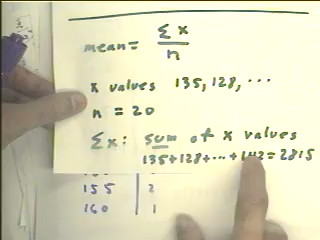 mean = Σx
n
x values 135, 128, ...
n = 20
Σx: sum of x values
135+128+...+142=2815
155 2
160 1